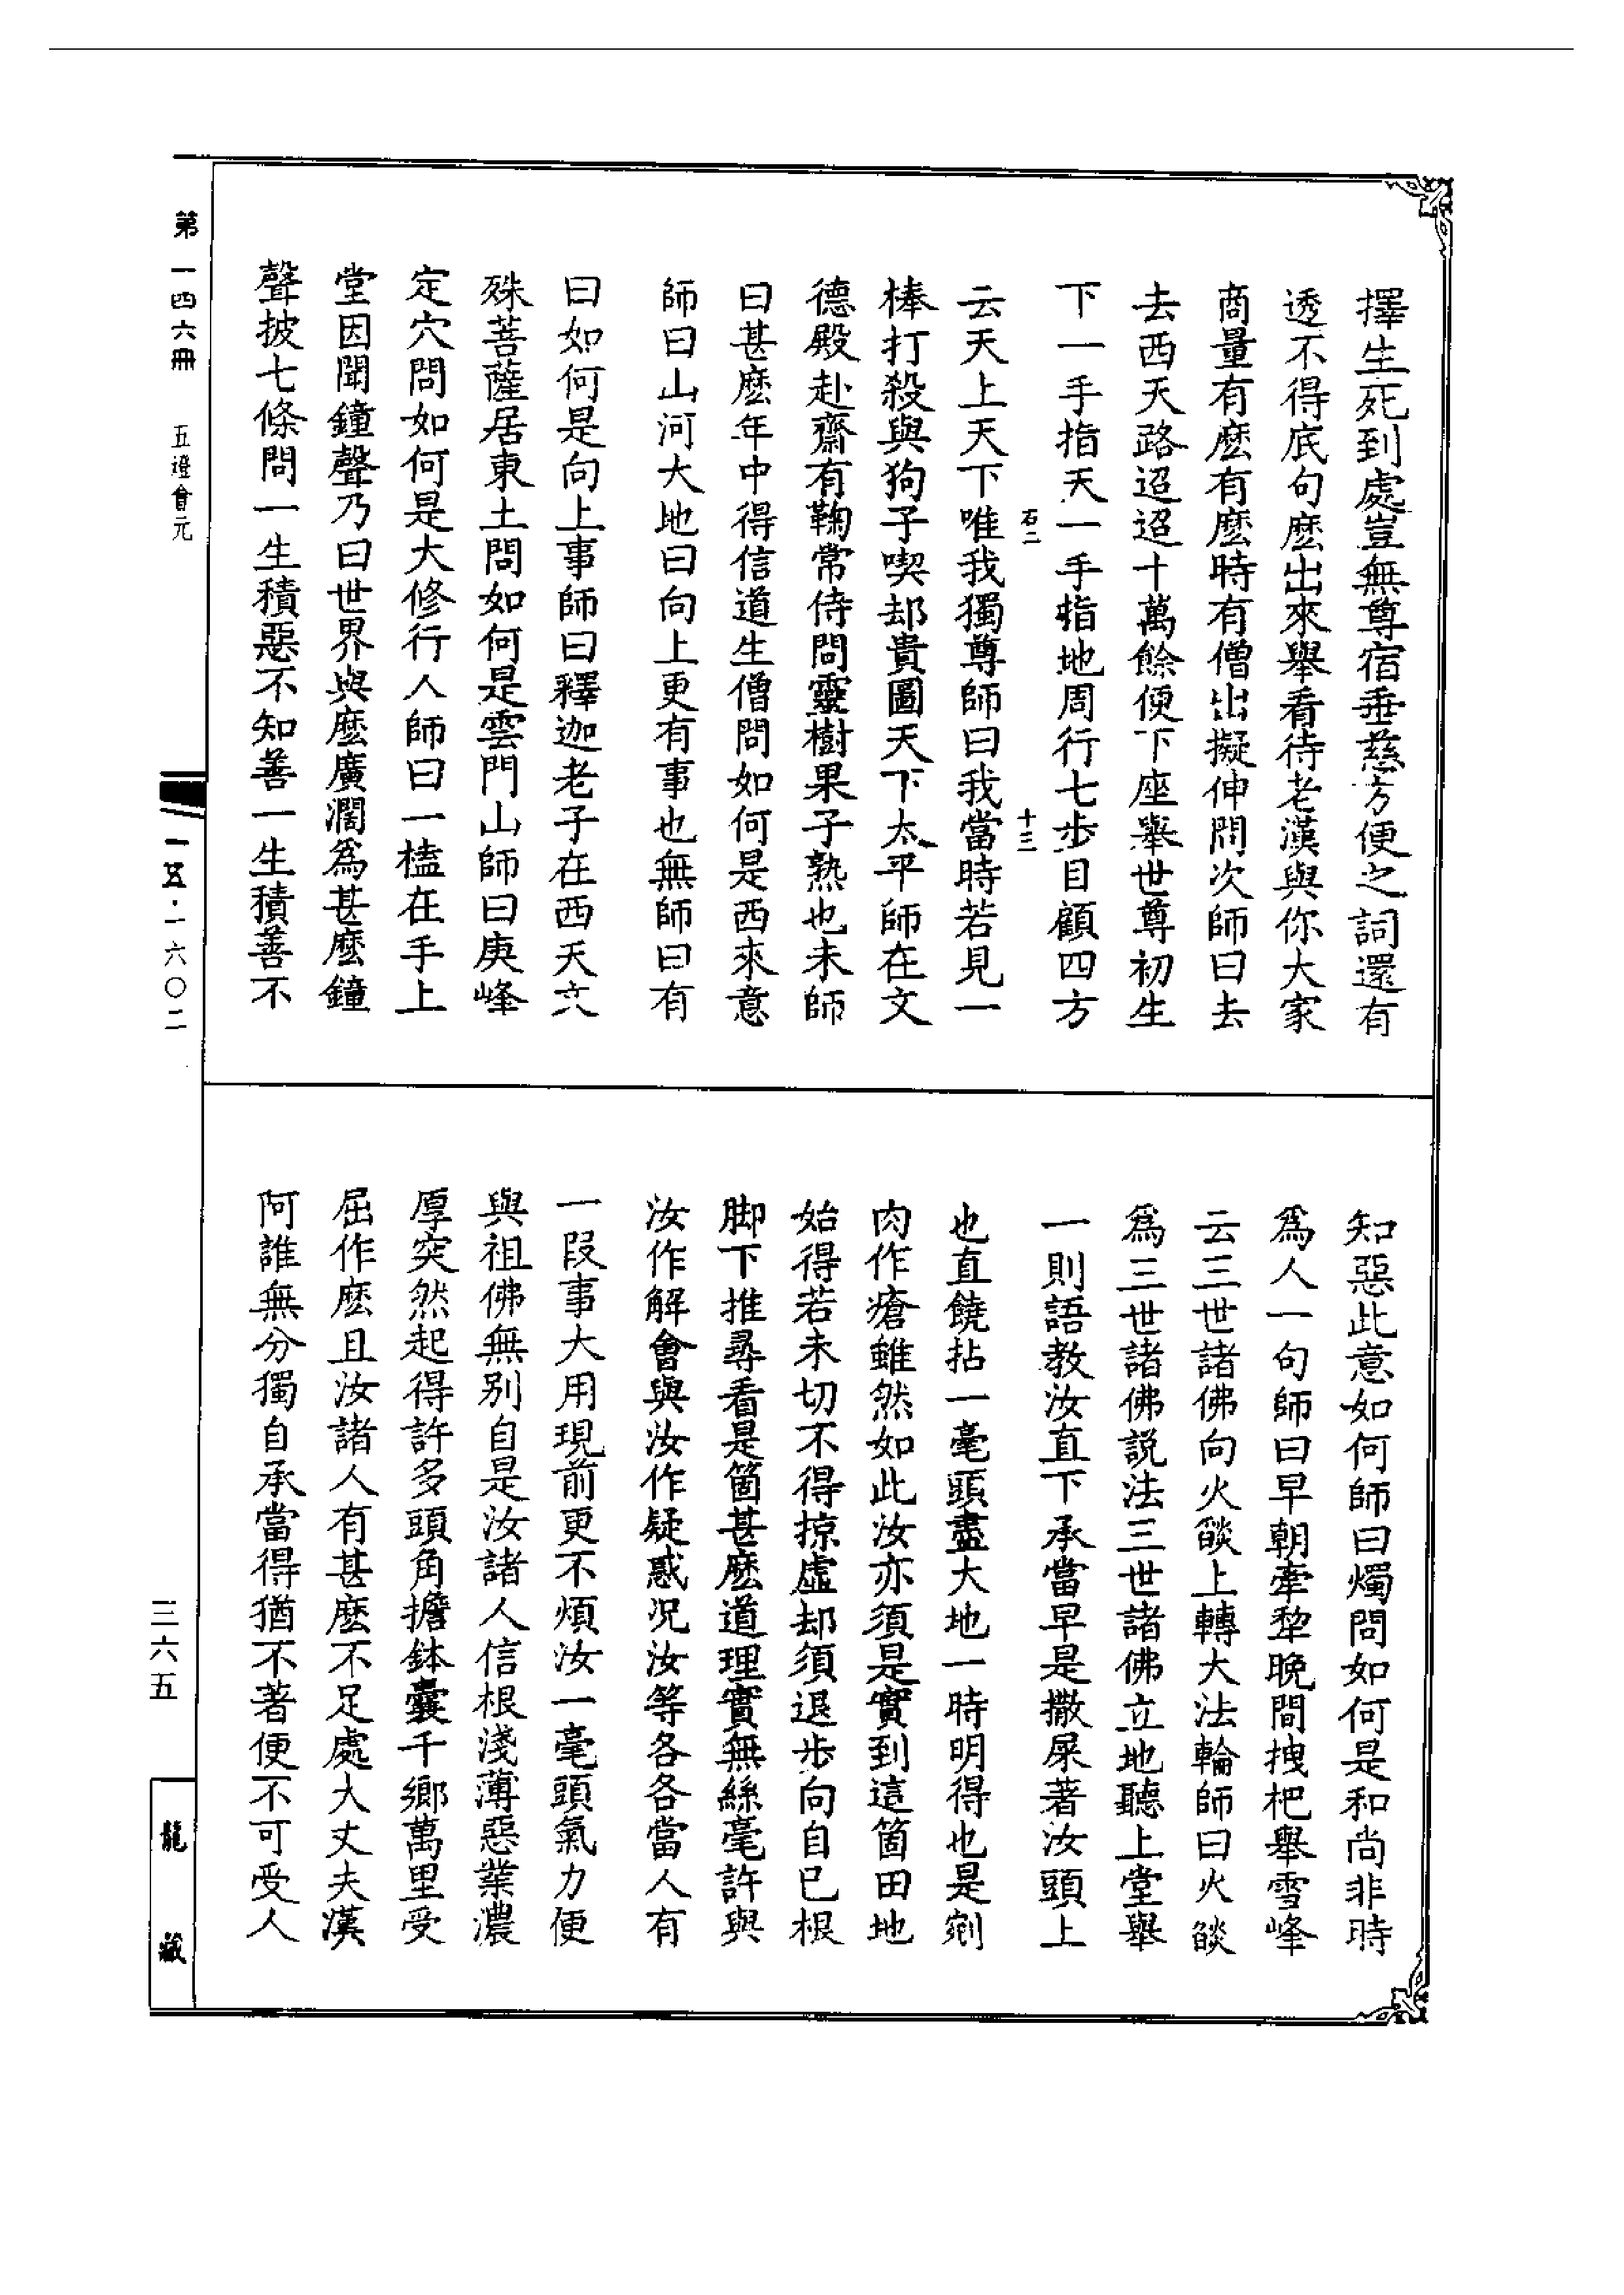 擇生死到處豈無尊宿垂慈方便之詞還有
透不得底句麽出來舉看待老漢與你大家
商量有麽有麽時有僧出擬伸問次師曰去
去西天路迢迢十萬餘便下座舉世尊初生
下一手指天一手指地周行七步目顧四方
石二
十三
云天上天下唯我獨尊師曰我當時若見一
棒打殺與狗子喫却貴圖天下太平師在文
德殿赴齋有鞠常侍問靈樹果子熟也未師
曰甚麽年中得信道生僧問如何是西來意
師曰山河大地曰向上更有事也無師曰有
曰如何是向上事師曰釋迦老子在西天文
殊菩薩居東土問如何是雲門山師曰庚峰
定穴問如何是大修行人師曰一榼在手上
堂因聞鐘聲乃曰世界與麽廣濶爲甚麽鐘
聲披七條問一生積惡不知善一生積善不
知惡此意如何師曰燭問如何是和尚非時
爲人一句師曰早朝牽犂晚間拽杷舉雪峰
云三世諸佛向火燄上轉大法輪師曰火燄
爲三世諸佛説法三世諸佛立地聽上堂舉
一則語教汝直下承當早是撒屎著汝頭上
也直饒拈一毫頭盡大地一時明得也是剜
肉作瘡雖然如此汝亦須是實到這箇田地
始得若未切不得掠虛却須退步向自已根
脚下推尋看是箇甚麽道理實無絲毫許與
汝作解會與汝作疑惑况汝等各各當人有
一段事大用現前更不煩汝一毫頭氣力便
與祖佛無别自是汝諸人信根淺薄惡業濃
厚突然起得許多頭角擔鉢囊千鄉萬里受
屈作麽且汝諸人有甚麽不足處大丈夫漢
阿誰無分獨自承當得猶不著便不可受人
第一四六冊
五燈會元
一五五·一六〇二
三六五
龍藏